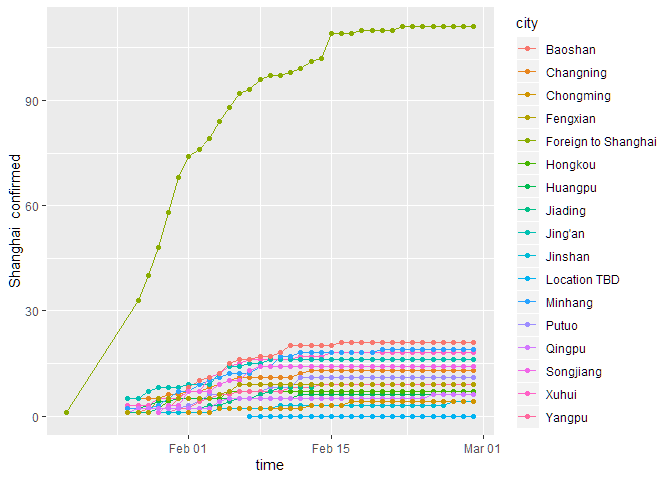 city
Baoshan
Changning
Chongming
Fengxian
Foreign to Shanghai
Hongkou
Huangpu
Jiading
Jing'an
Jinshan
Location TBD
Minhang
Putuo
Qingpu
Songjiang
Xuhui
Yangpu
Shanghai confirmed
90
60
30
0
Feb 01
Feb 15
Mar 01
time